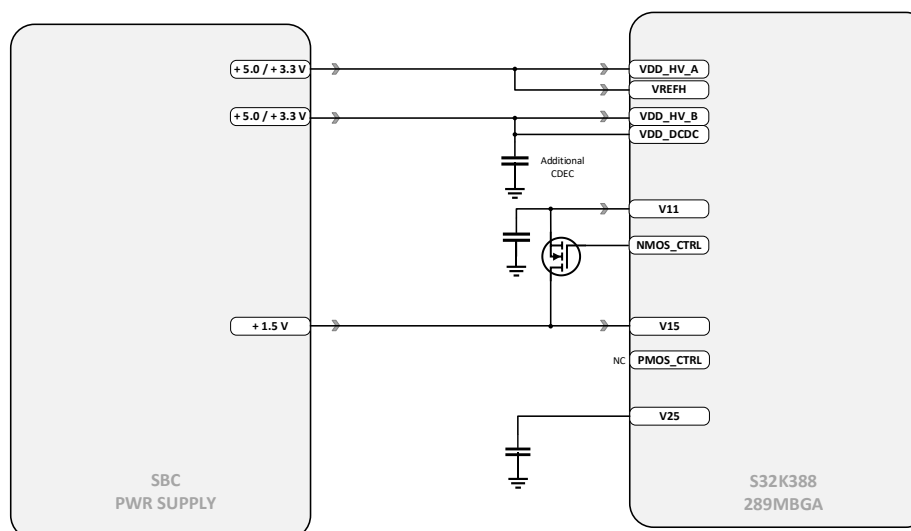 + 5.0 / + 3.3 V
VDD_HV_A
VREFH
+ 5.0 / + 3.3 V
VDD_HV_B
VDD_DCDC
Additional
CDEC
V11
NMOS_CTRL
+ 1.5 V
V15
NC
PMOS_CTRL
V25
SBC
PWR SUPPLY
S32K388
289MBGA